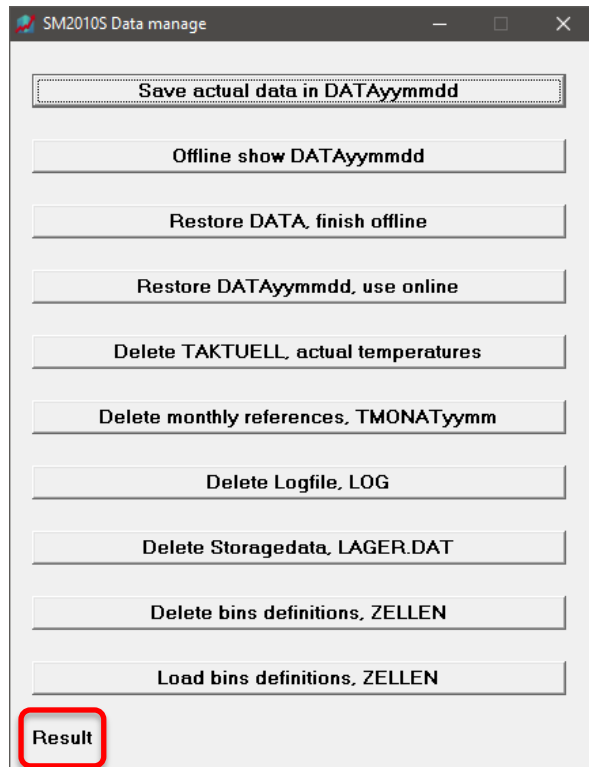 SM2010S Data manage
Save actual data in DATAyymmdd
Offline show DATAyymmdd
Restore DATA, finish offline
Restore DATAyymmdd, use online
Delete TAKTUELL, actual temperatures
Delete monthly references, TMONATyymm
Delete Logfile, LOG
Delete Storagedata, LAGER.DAT
Delete bins definitions, ZELLEN
Load bins definitions, ZELLEN
Result